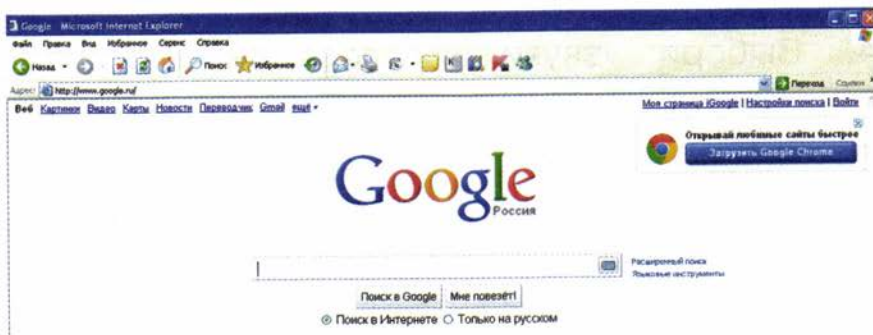 Google - Microsoft Internet Explorer
Файл Правка Вид Избранное Сервис Справка
Назад Поиск Избранное
Адрес: http://www.google.ru/ Переход Ссылки
Веб Картинки Видео Карты Новости Переводчик Gmail ещё
Моя страница iGoogle | Настройки поиска | Войти
Открывай любимые сайты быстрее
Загрузить Google Chrome
Google
Россия
Расширенный поиск
Языковые инструменты
Поиск в Google Мне повезёт!
Поиск в Интернете Только на русском